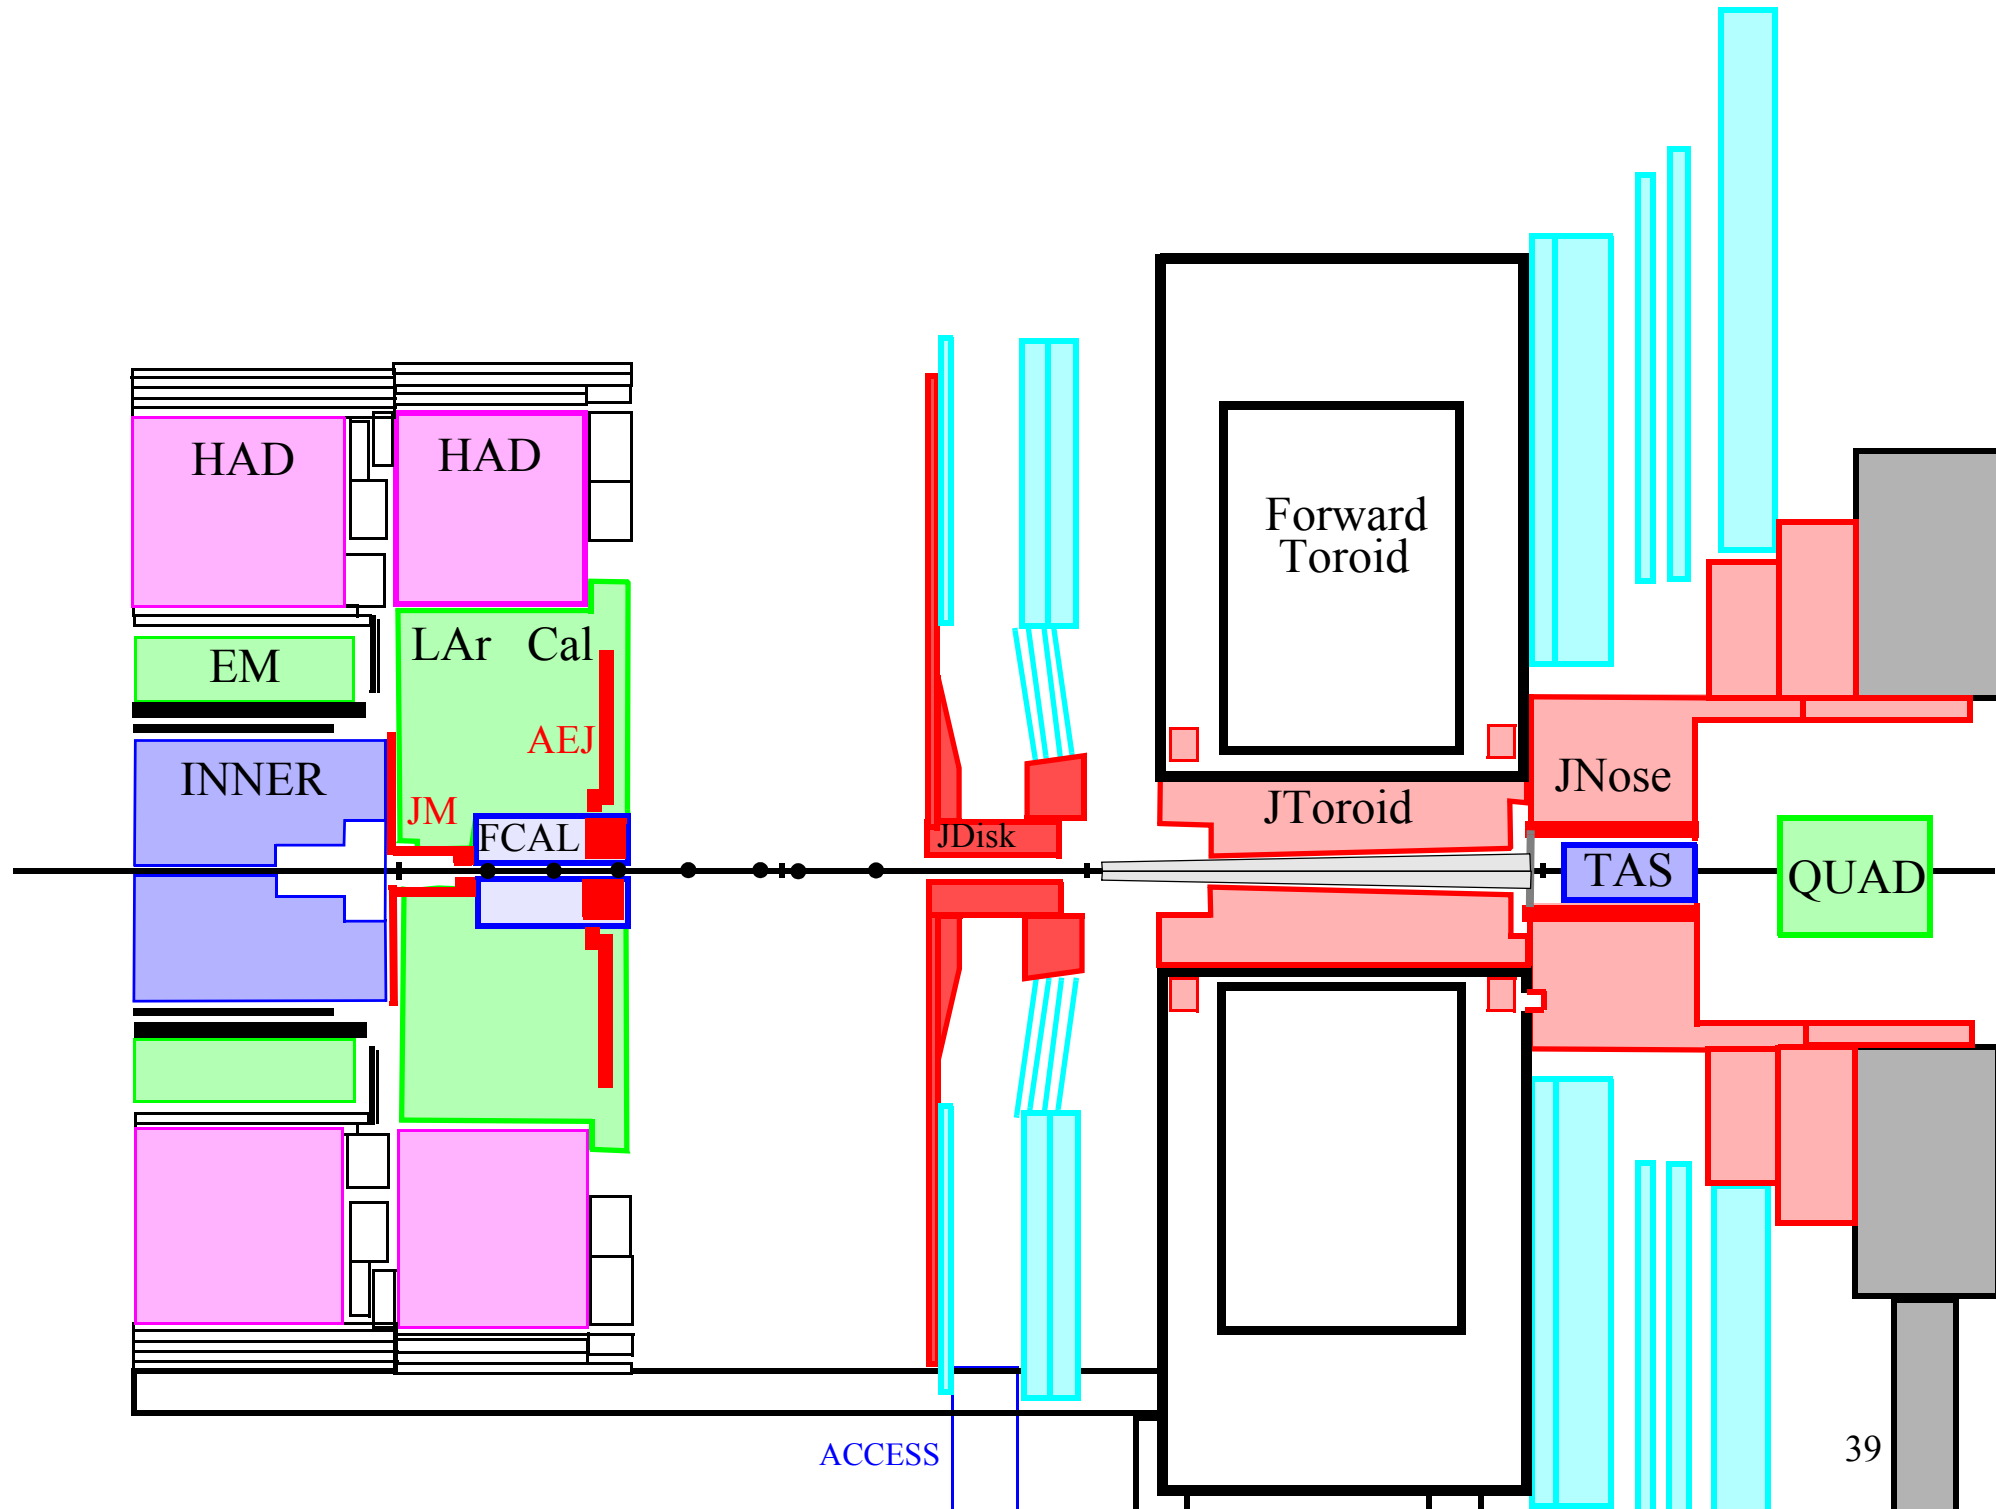 HAD
HAD
Forward
Toroid
LAr Cal
EM
AEJ
INNER
JM
FCAL
JDisk
JToroid
JNose
TAS
QUAD
ACCESS
39